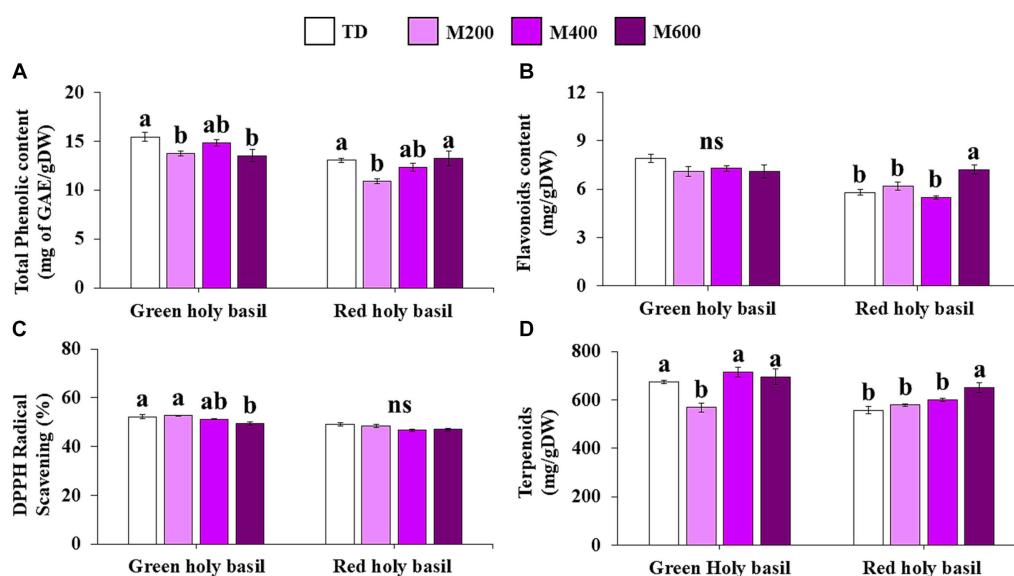 TD M200 M400 M600
A
Total Phenolic content
(mg of GAE/gDW)
20
15
10
5
0
a b ab b a b ab a
Green holy basil Red holy basil
B
Flavonoids content
(mg/gDW)
12
9
6
3
0
ns b b b a
Green holy basil Red holy basil
C
DPPH Radical
Scavening (%)
80
60
40
20
0
a a ab b ns
Green holy basil Red holy basil
D
Terpenoids
(mg/gDW)
800
600
400
200
0
a b a a b b b a
Green Holy basil Red holy basil